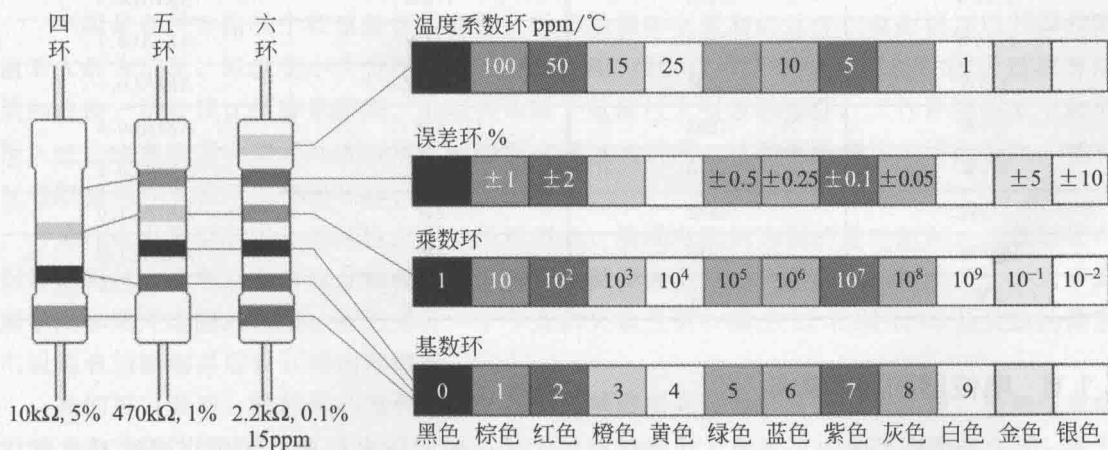 四环
五环
六环
温度系数环 ppm/℃
100 50 15 25 10 5
误差环 %
±1 ±2 ±0.5 ±0.25 ±0.1 ±0.05 ±5 ±10
乘数环
1 10 10² 10³ 10⁴ 10⁵ 10⁶ 10⁷ 10⁸ 10⁹ 10⁻¹ 10⁻²
基数环
0 1 2 3 4 5 6 7 8 9
黑色 棕色 红色 橙色 黄色 绿色 蓝色 紫色 灰色 白色 金色 银色
10kΩ, 5% 470kΩ, 1% 2.2kΩ, 0.1%
15ppm